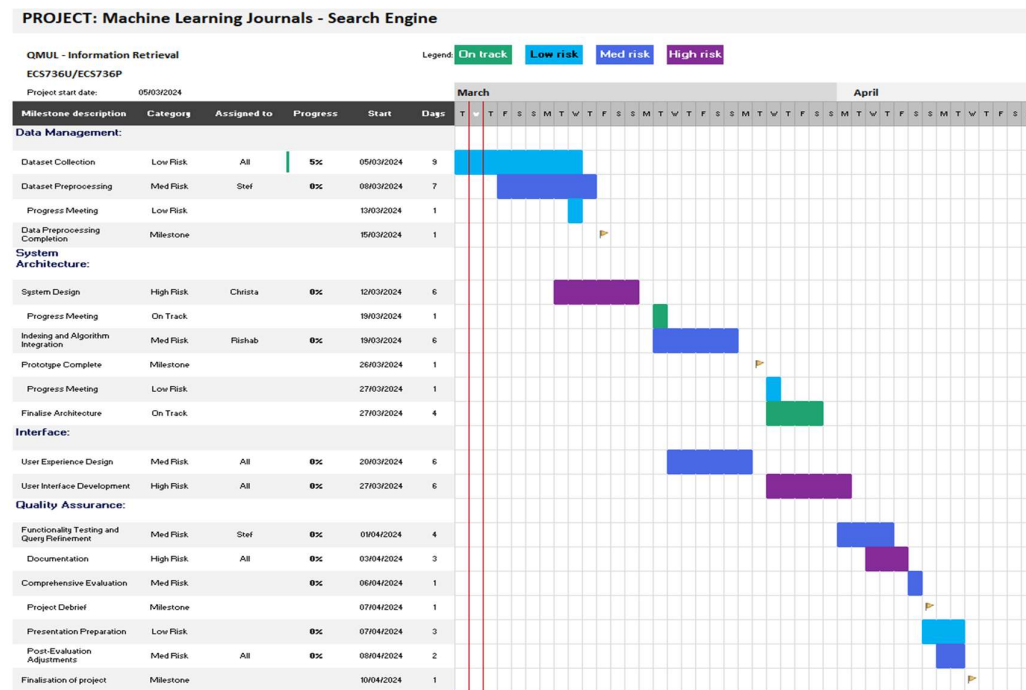 PROJECT: Machine Learning Journals - Search Engine
QMUL - Information Retrieval
Legend: On track Low risk Med risk High risk
ECS736U/ECS736P
Project start date: 05/03/2024
March April
Milestone description Category Assigned to Progress Start Days T W T F S S M T W T F S S M T W T F S S M T W T F S S M T W T F S S M T W T F S
Data Management:
Dataset Collection Low Risk All 5% 05/03/2024 9
Dataset Preprocessing Med Risk Stef 0% 08/03/2024 7
Progress Meeting Low Risk 13/03/2024 1
Data Preprocessing
Completion Milestone 15/03/2024 1
System
Architecture:
System Design High Risk Christa 0% 12/03/2024 6
Progress Meeting On Track 19/03/2024 1
Indexing and Algorithm
Integration Med Risk Rishab 0% 19/03/2024 6
Prototype Complete Milestone 26/03/2024 1
Progress Meeting Low Risk 27/03/2024 1
Finalise Architecture On Track 27/03/2024 4
Interface:
User Experience Design Med Risk All 0% 20/03/2024 6
User Interface Development High Risk All 0% 27/03/2024 6
Quality Assurance:
Functionality Testing and
Query Refinement Med Risk Stef 0% 01/04/2024 4
Documentation High Risk All 0% 03/04/2024 3
Comprehensive Evaluation Med Risk 0% 06/04/2024 1
Project Debrief Milestone 07/04/2024 1
Presentation Preparation Low Risk 0% 07/04/2024 3
Post-Evaluation
Adjustments Med Risk All 0% 08/04/2024 2
Finalisation of project Milestone 10/04/2024 1